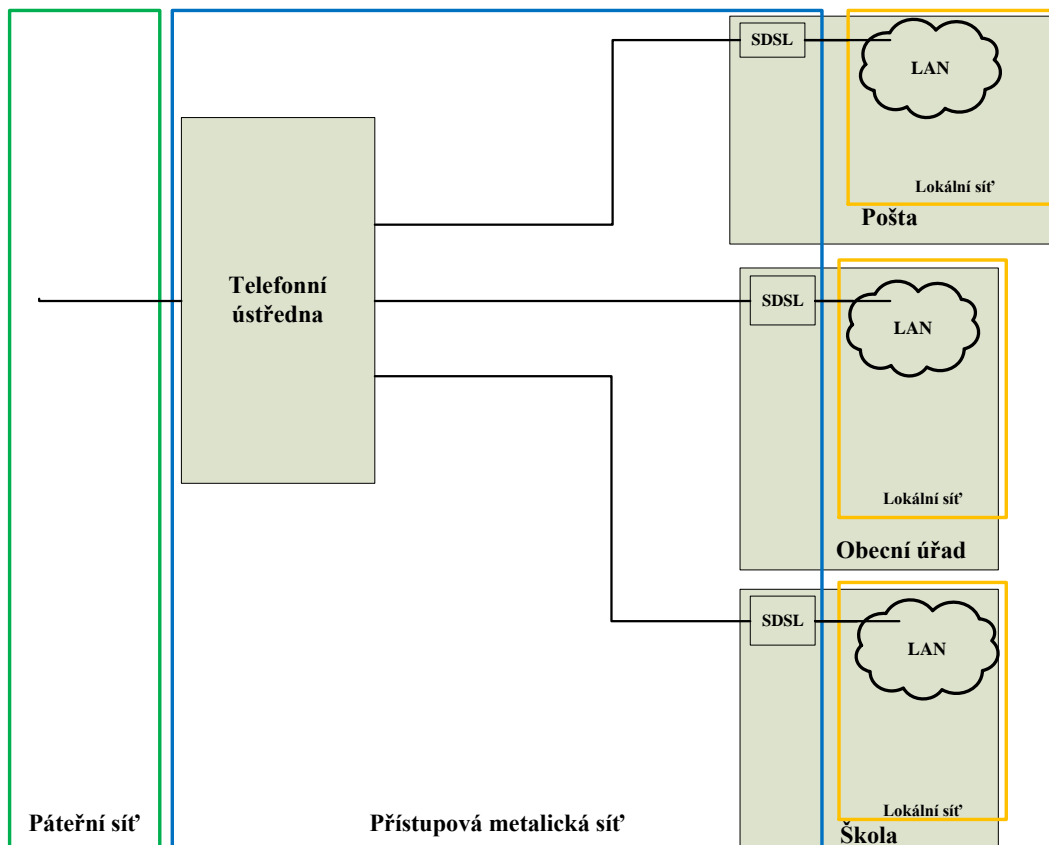 SDSL
LAN
Lokální síť
Pošta
Telefonní
ústředna
SDSL
LAN
Lokální síť
Obecní úřad
SDSL
LAN
Lokální síť
Škola
Páteřní síť
Přístupová metalická síť